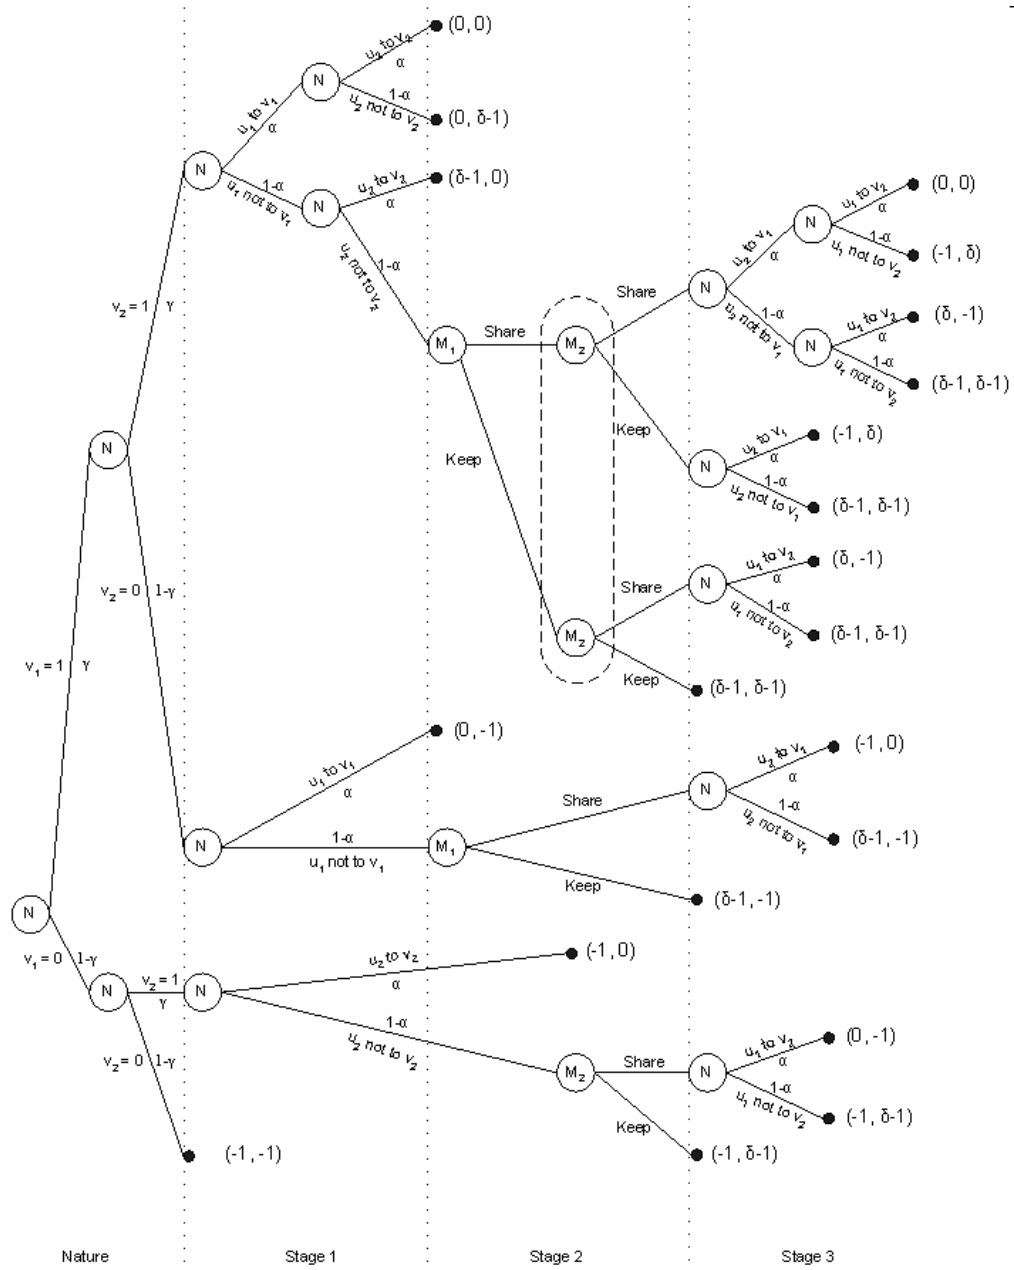 u₂ to v₂
α
(0, 0)
N
1-α
u₂ not to v₂
(0, δ-1)
u₁ to v₁
α
N
1-α
u₁ not to v₁
N
u₂ to v₂
α
(δ-1, 0)
1-α
u₂ not to v₂
v₂ = 1
γ
M₁
Share
Keep
M₂
Share
Keep
N
u₂ to v₁
α
1-α
u₂ not to v₁
N
u₁ to v₂
α
(0, 0)
1-α
u₁ not to v₂
(-1, δ)
N
u₁ to v₂
α
(δ, -1)
1-α
u₁ not to v₂
(δ-1, δ-1)
N
u₂ to v₁
α
(-1, δ)
1-α
u₂ not to v₁
(δ-1, δ-1)
M₂
Share
Keep
(δ-1, δ-1)
N
u₁ to v₂
α
(δ, -1)
1-α
u₁ not to v₂
(δ-1, δ-1)
N
v₂ = 0
1-γ
v₁ = 1
γ
N
u₁ to v₁
α
(0, -1)
1-α
u₁ not to v₁
M₁
Share
Keep
(δ-1, -1)
N
u₂ to v₁
α
(-1, 0)
1-α
u₂ not to v₁
(δ-1, -1)
N
v₁ = 0
1-γ
N
v₂ = 1
γ
N
u₂ to v₂
α
(-1, 0)
1-α
u₂ not to v₂
M₂
Share
Keep
(-1, δ-1)
N
u₁ to v₂
α
(0, -1)
1-α
u₁ not to v₂
(-1, δ-1)
v₂ = 0
1-γ
(-1, -1)
Nature
Stage 1
Stage 2
Stage 3